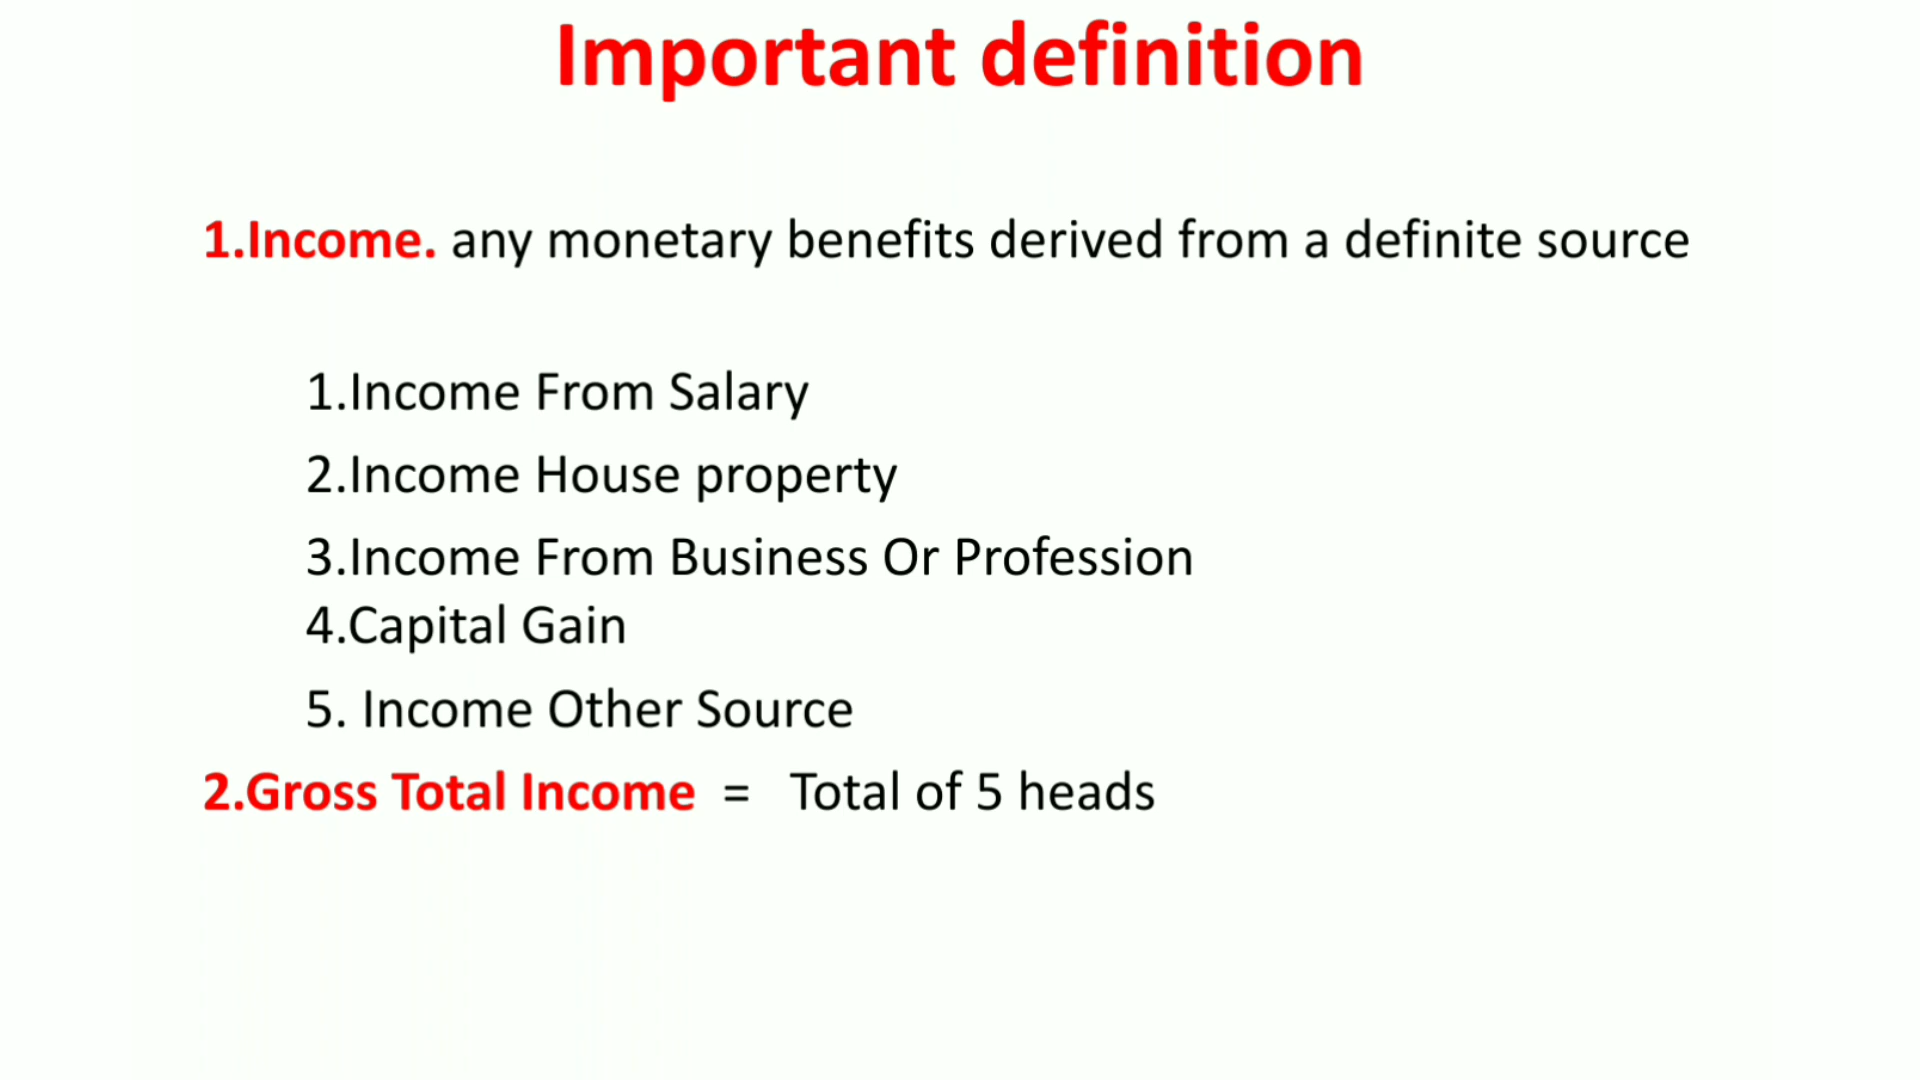 Important definition
1.Income. any monetary benefits derived from a definite source
1.Income From Salary
2.Income House property
3.Income From Business Or Profession
4.Capital Gain
5. Income Other Source
2.Gross Total Income = Total of 5 heads